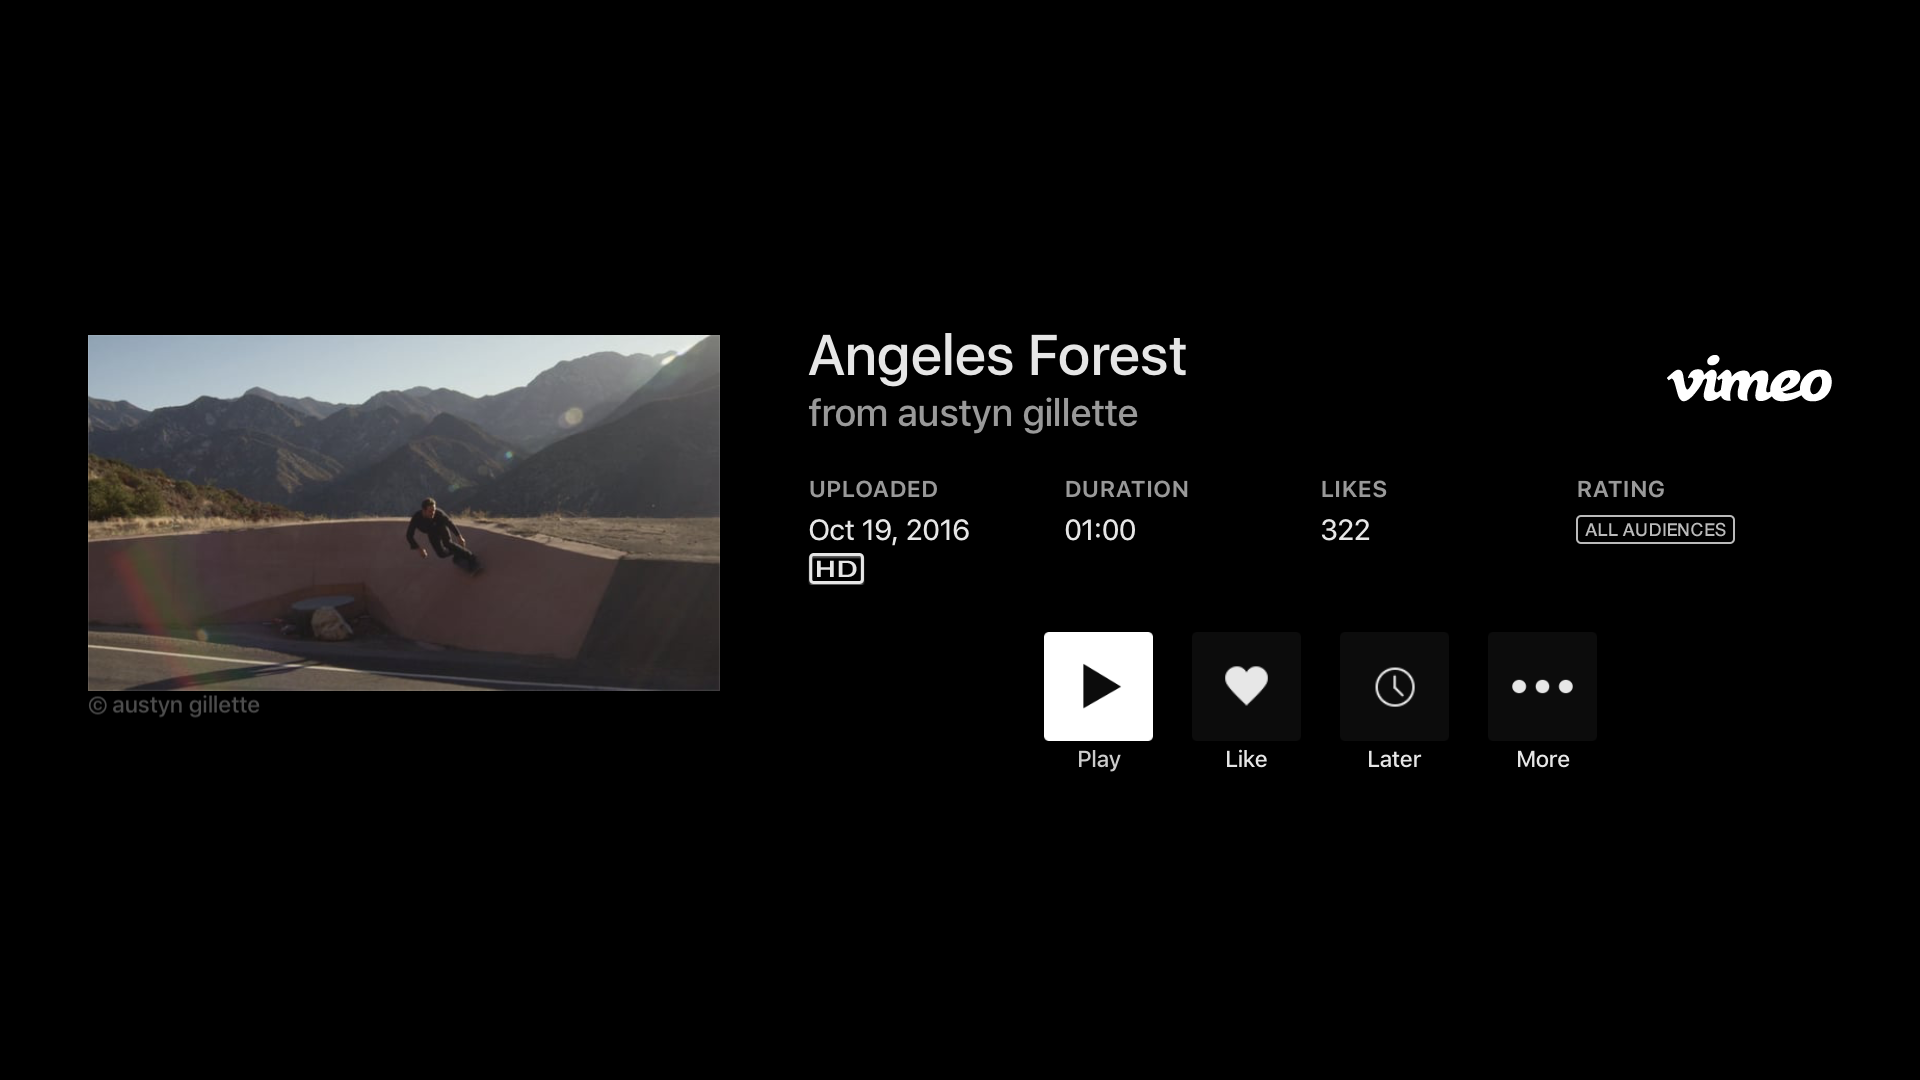 Angeles Forest
from austyn gillette
vimeo
UPLOADED
Oct 19, 2016
HD
DURATION
01:00
LIKES
322
RATING
ALL AUDIENCES
© austyn gillette
Play
Like
Later
More